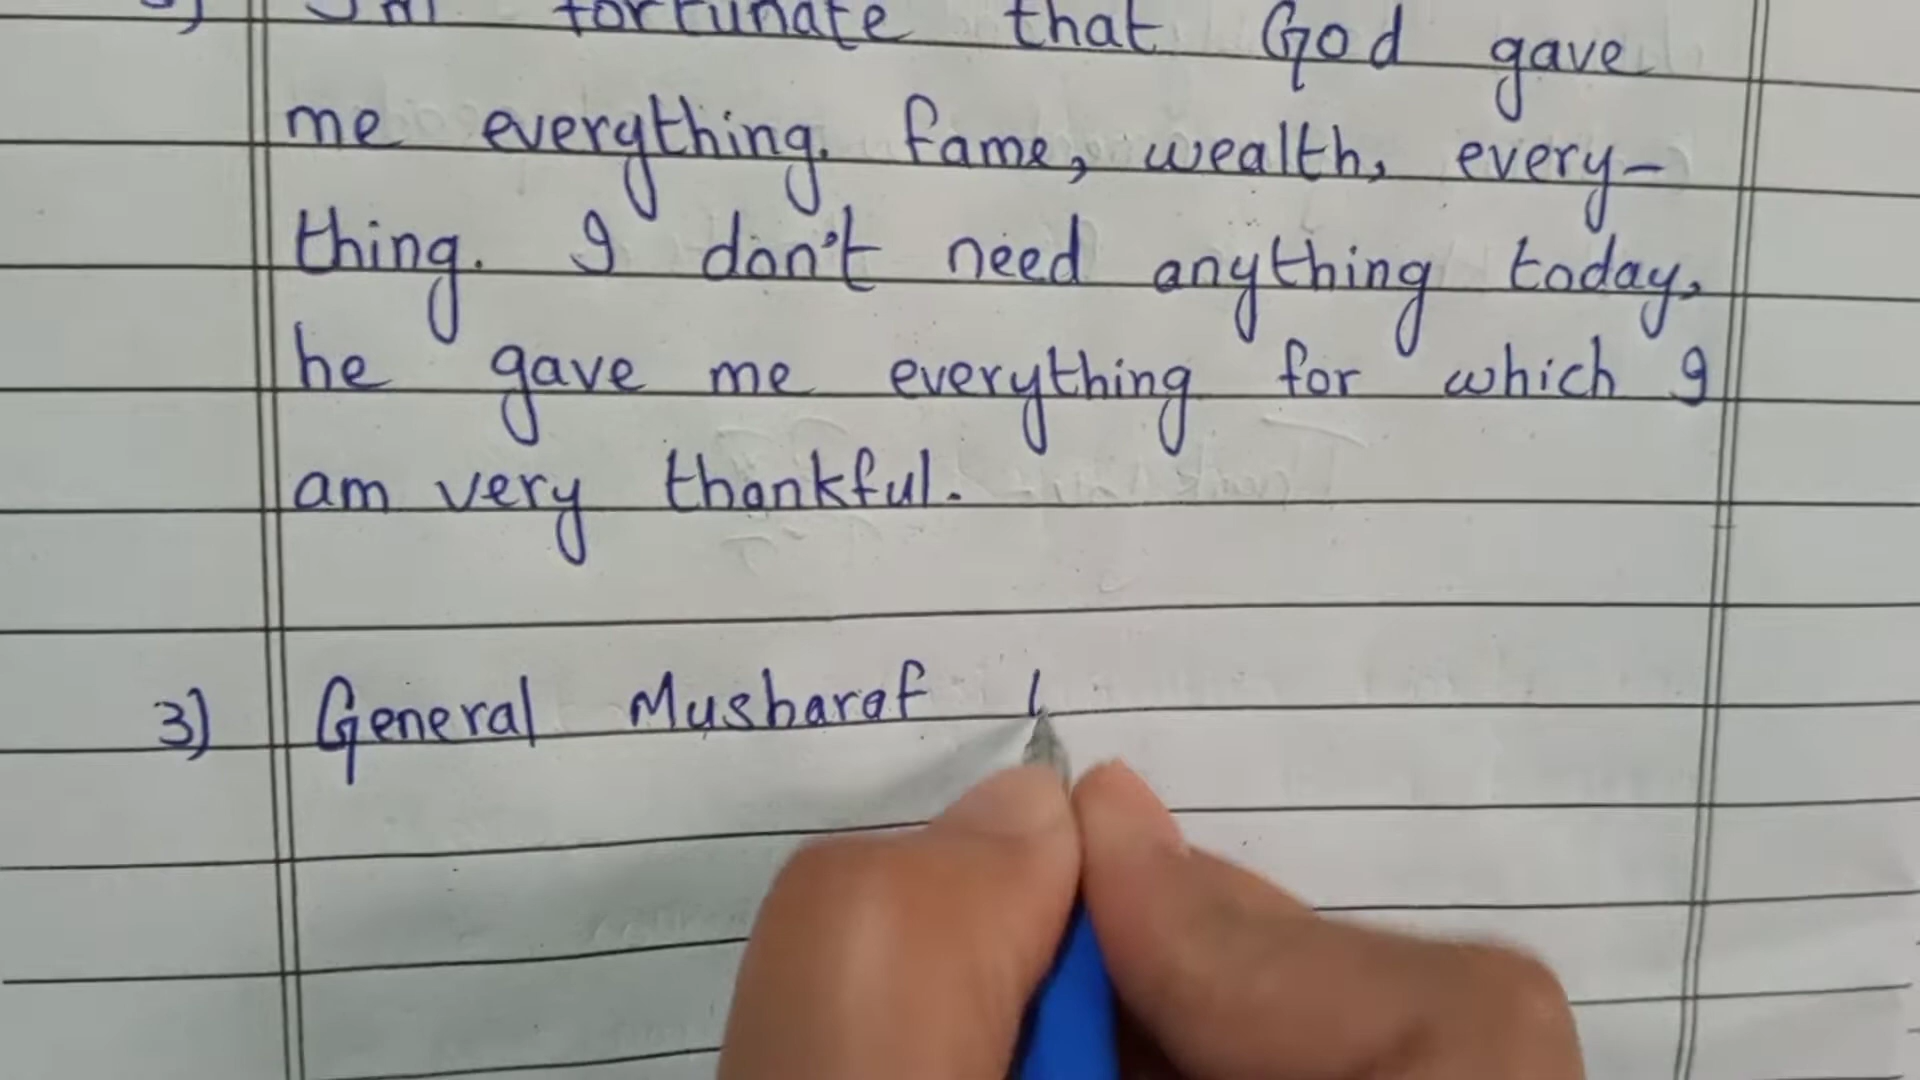 I'm fortunate that God gave
me everything. fame, wealth, every-
thing. I don't need anything today,
he gave me everything for which I
am very thankful.
3) General Musharaf